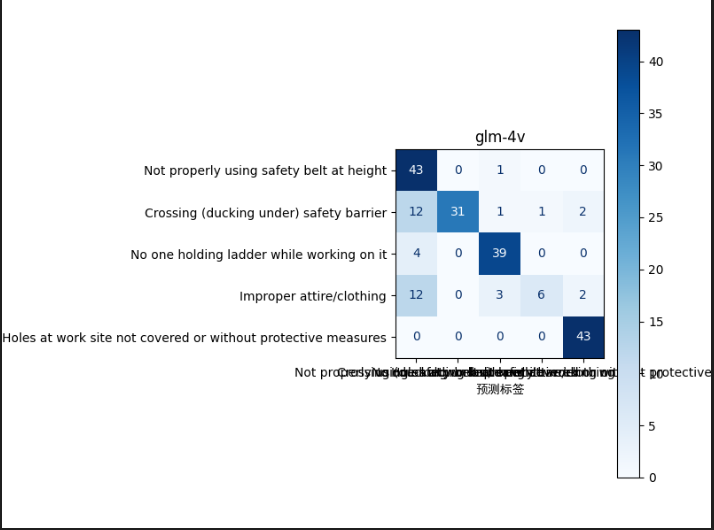 glm-4v
Not properly using safety belt at height
43 0 1 0 0
Crossing (ducking under) safety barrier
12 31 1 1 2
No one holding ladder while working on it
4 0 39 0 0
Improper attire/clothing
12 0 3 6 2
Holes at work site not covered or without protective measures
0 0 0 0 43
预测标签
40
35
30
25
20
15
10
5
0